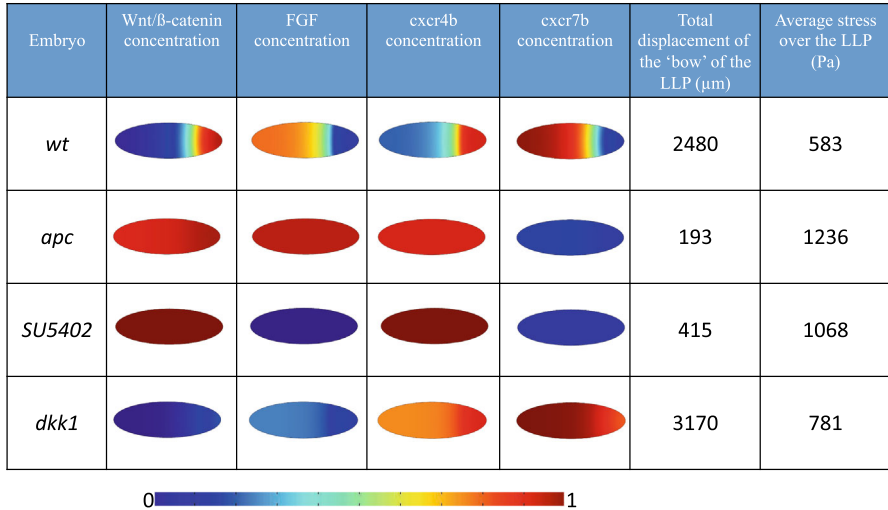 Embryo
Wnt/ß-catenin
concentration
FGF
concentration
cxcr4b
concentration
cxcr7b
concentration
Total
displacement of
the ‘bow’ of the
LLP (µm)
Average stress
over the LLP
(Pa)
wt
2480
583
apc
193
1236
SU5402
415
1068
dkk1
3170
781
0
1